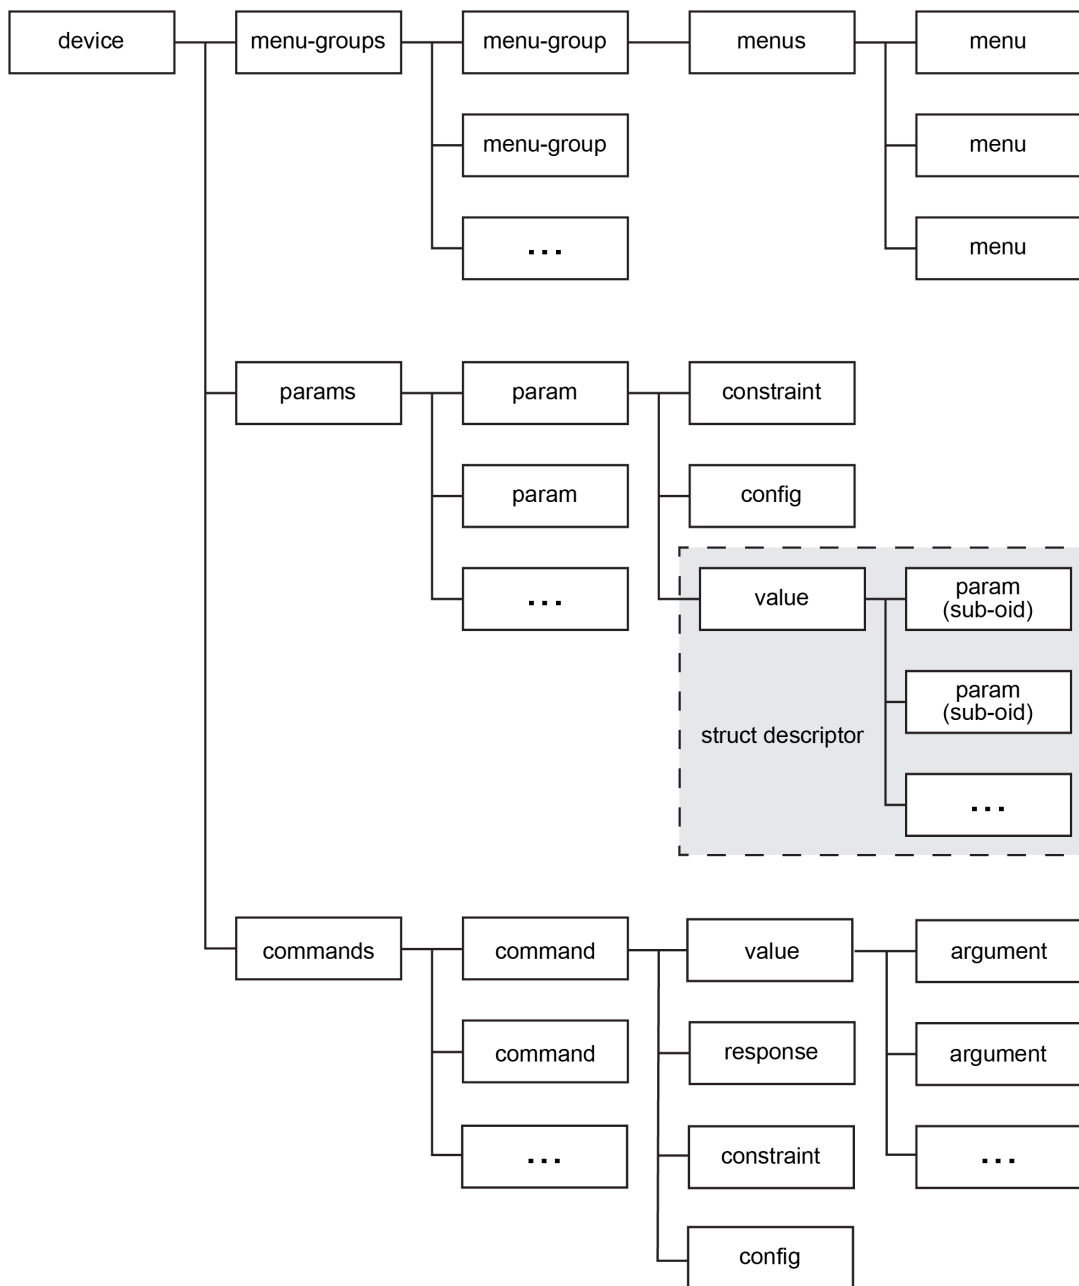 device
menu-groups
menu-group
menus
menu
menu-group
menu
...
menu
params
param
constraint
param
config
...
value
param
(sub-oid)
param
(sub-oid)
struct descriptor
...
commands
command
value
argument
command
response
argument
...
constraint
...
config